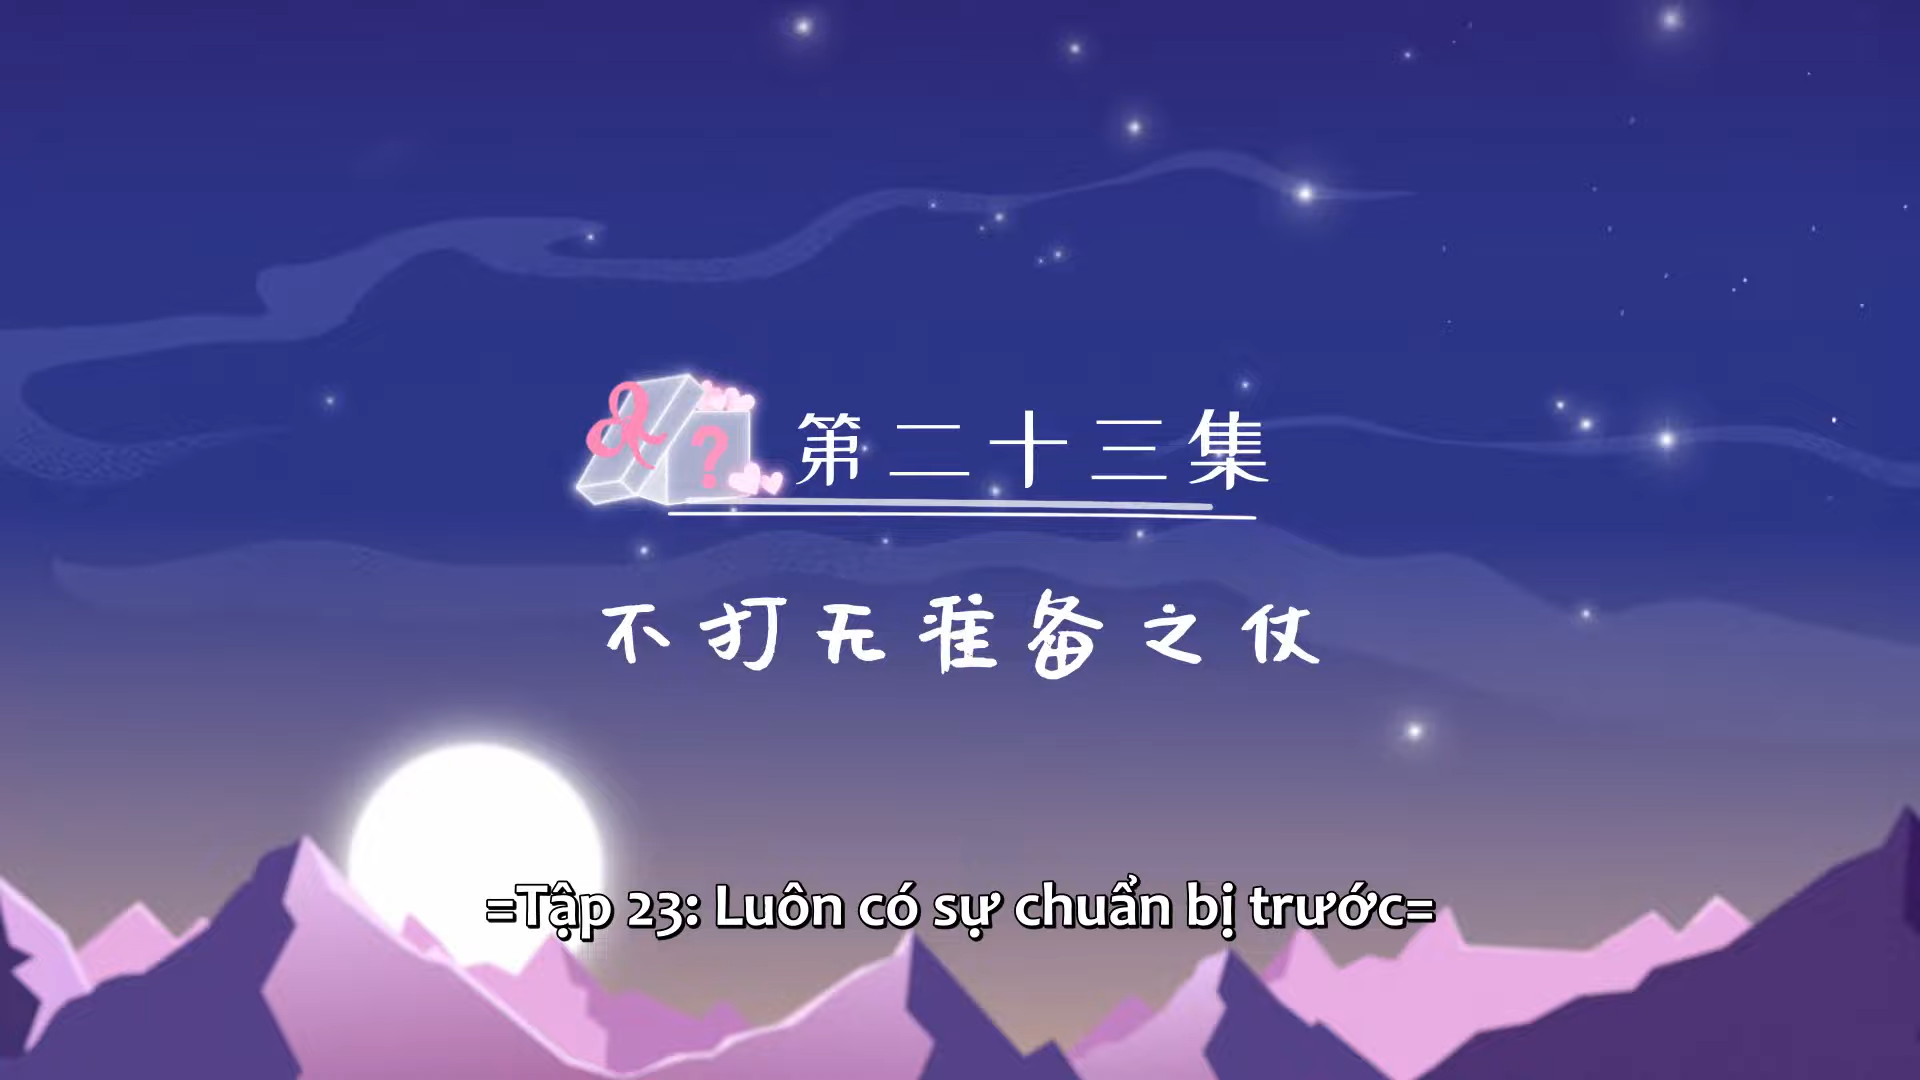 ?
第二十三集
不打无准备之仗
=Tập 23: Luôn có sự chuẩn bị trước=